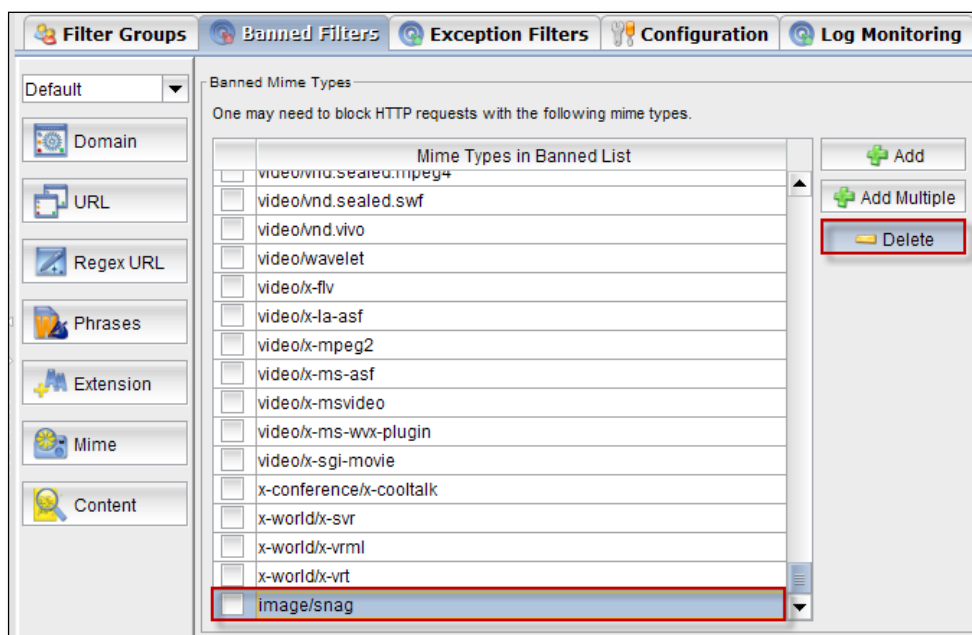 Filter Groups
Banned Filters
Exception Filters
Configuration
Log Monitoring
Default
Domain
URL
Regex URL
Phrases
Extension
Mime
Content
Banned Mime Types
One may need to block HTTP requests with the following mime types.
Mime Types in Banned List
video/vnd.sealed.mpeg4
video/vnd.sealed.swf
video/vnd.vivo
video/wavelet
video/x-flv
video/x-la-asf
video/x-mpeg2
video/x-ms-asf
video/x-msvideo
video/x-ms-wvx-plugin
video/x-sgi-movie
x-conference/x-cooltalk
x-world/x-svr
x-world/x-vrml
x-world/x-vrt
image/snag
Add
Add Multiple
Delete